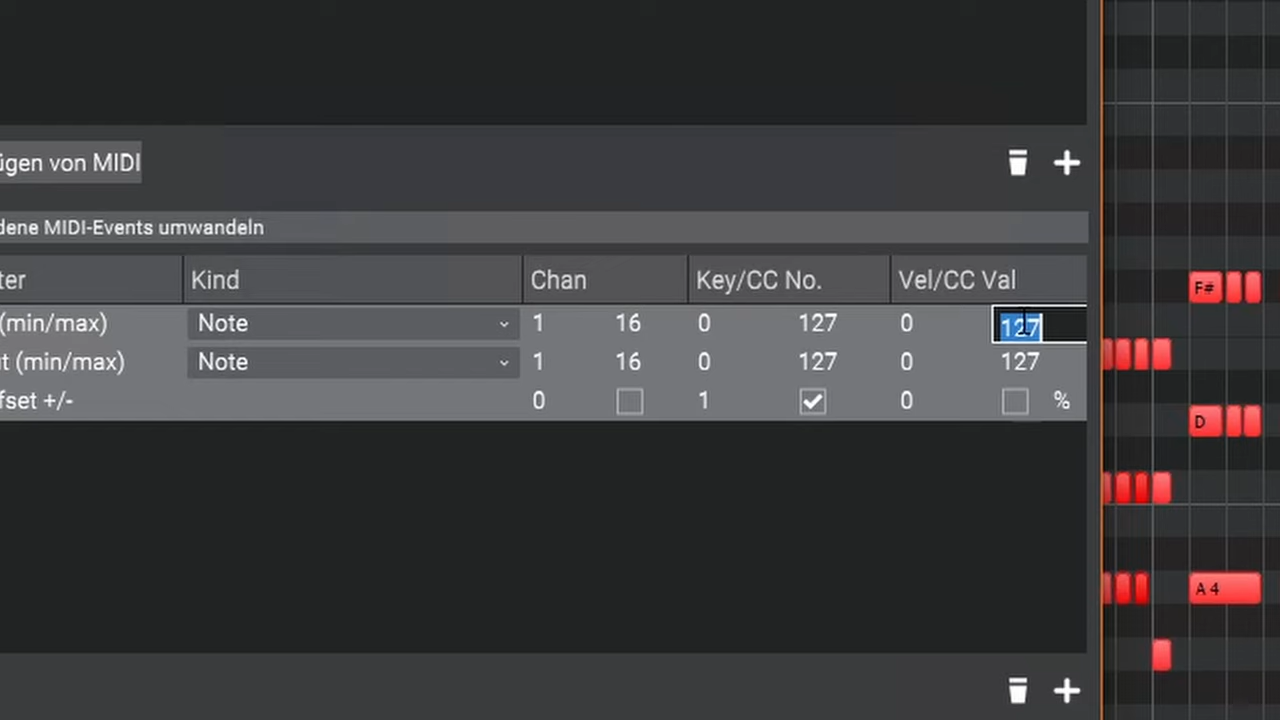 ügen von MIDI
dene MIDI-Events umwandeln
ter Kind Chan Key/CC No. Vel/CC Val
(min/max) Note 1 16 0 127 0 127
t (min/max) Note 1 16 0 127 0 127
fset +/- 0 1 0 %
F#
D
A 4